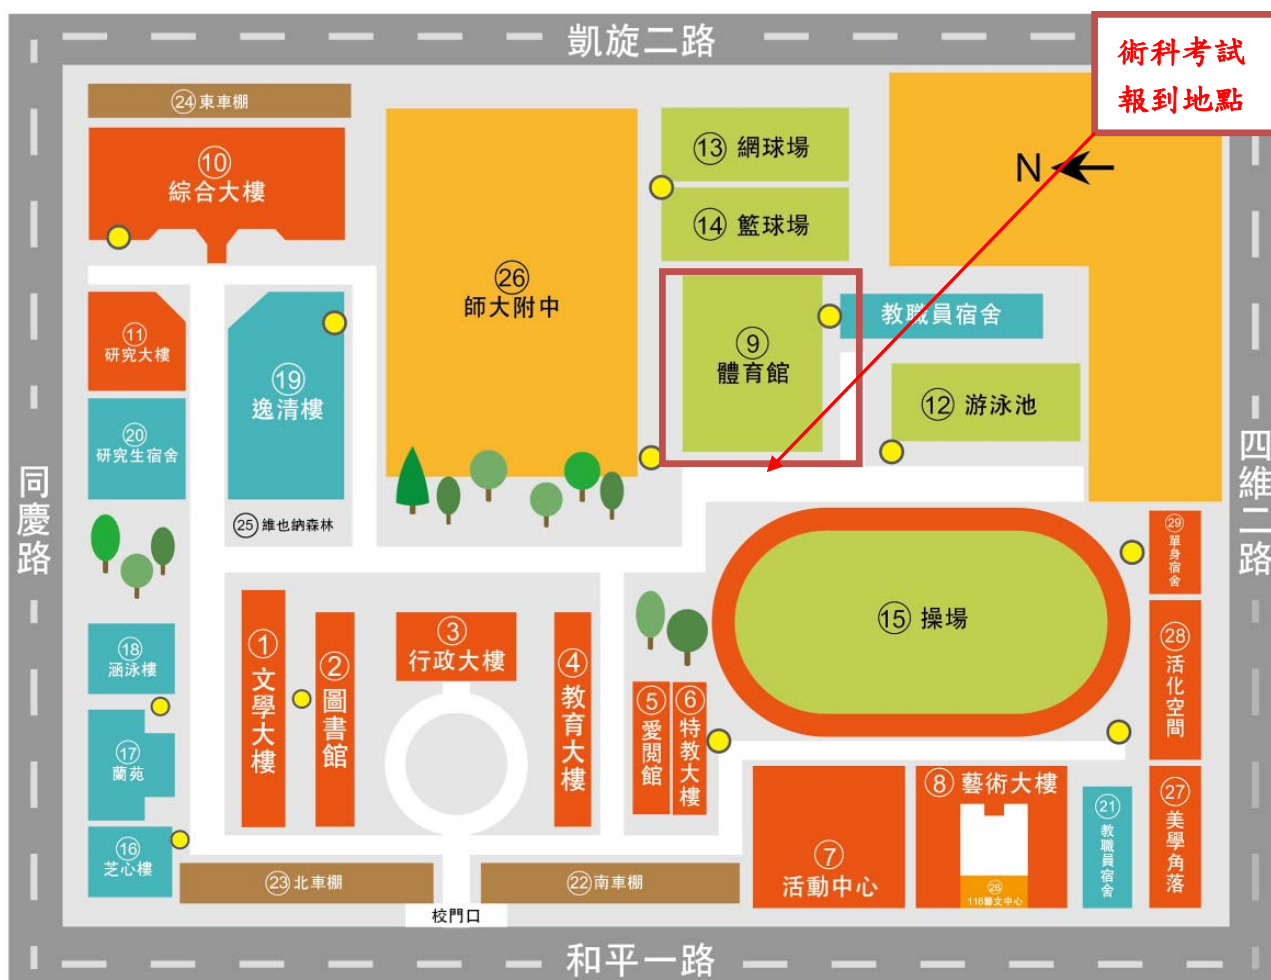 凱旋二路
術科考試
報到地點
24 東車棚
10
綜合大樓
13 網球場
14 籃球場
N
26
師大附中
11
研究大樓
19
逸清樓
20
研究生宿舍
9
體育館
教職員宿舍
12 游泳池
同慶路
四維二路
25 維也納森林
29
單身宿舍
15 操場
18
涵泳樓
1
文學大樓
2
圖書館
3
行政大樓
4
教育大樓
5
愛閱館
6
特教大樓
28
活化空間
17
蘭苑
16
芝心樓
7
活動中心
8 藝術大樓
26
116藝文中心
21
教職員宿舍
27
美學角落
23 北車棚
22 南車棚
校門口
和平一路